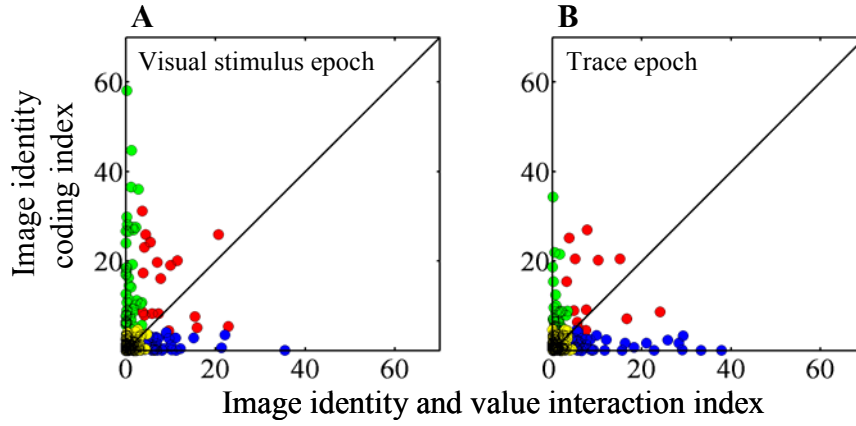 A
B
Visual stimulus epoch
Trace epoch
Image identity
coding index
60
40
20
0
20
40
60
60
40
20
0
20
40
60
Image identity and value interaction index